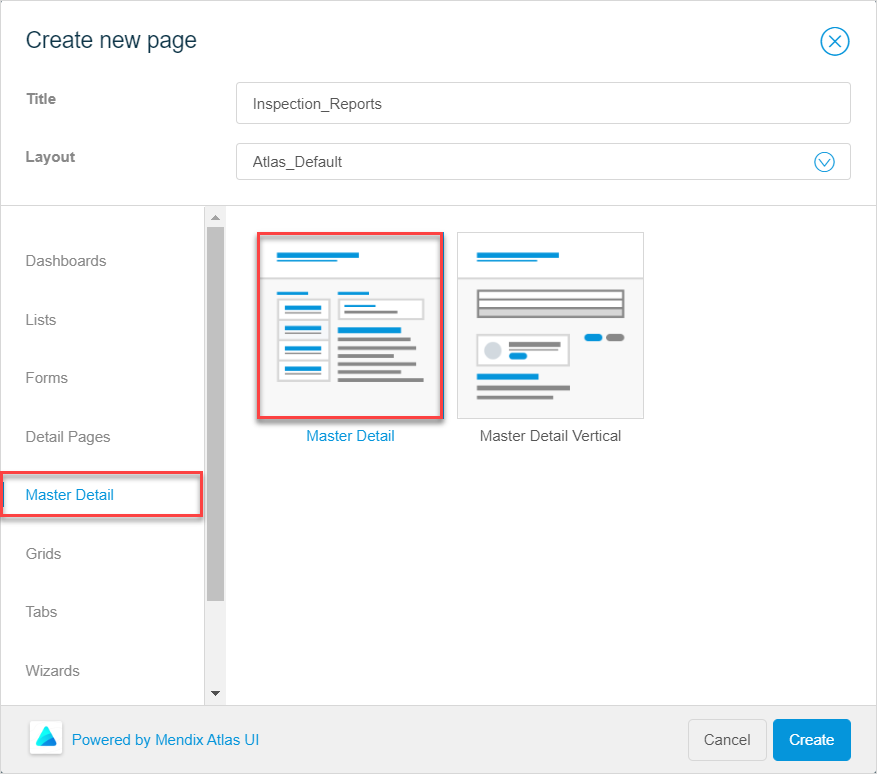 Create new page
Title
Inspection_Reports
Layout
Atlas_Default
Dashboards
Lists
Forms
Detail Pages
Master Detail
Grids
Tabs
Wizards
Master Detail
Master Detail Vertical
Powered by Mendix Atlas UI
Cancel
Create